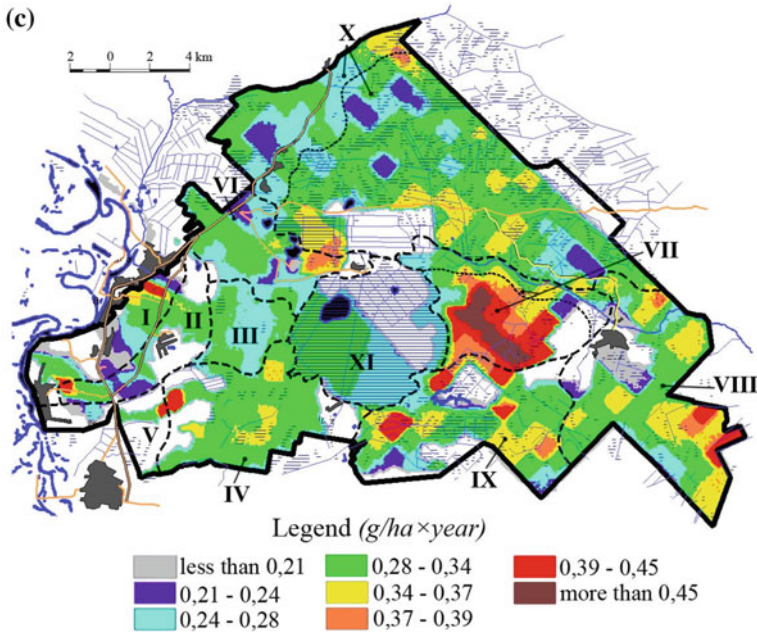 (c)
2 0 2 4 km
X
VI
VII
I
II
III
XI
VIII
V
IV
IX
Legend (g/ha×year)
less than 0,21
0,21 - 0,24
0,24 - 0,28
0,28 - 0,34
0,34 - 0,37
0,37 - 0,39
0,39 - 0,45
more than 0,45